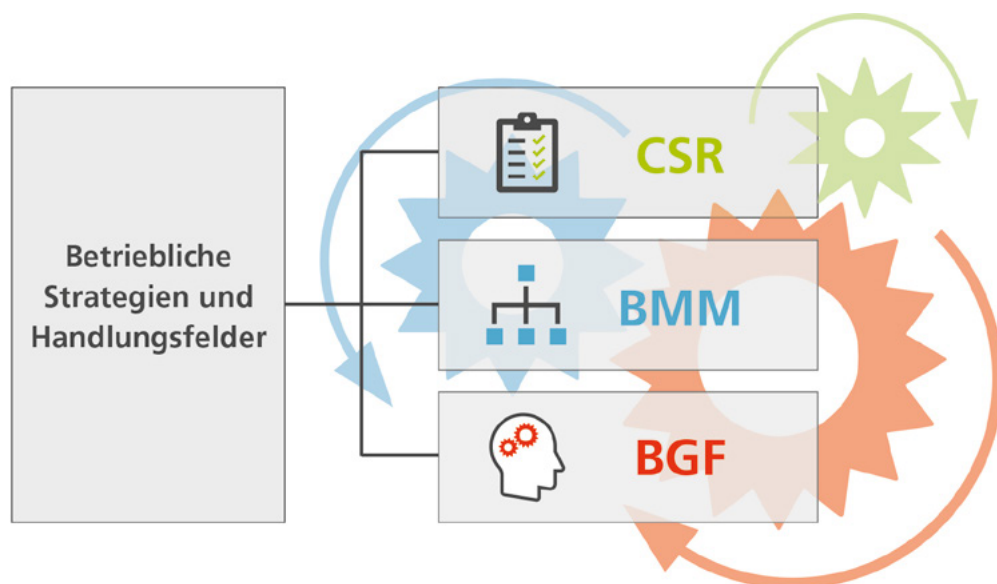 Betriebliche
Strategien und
Handlungsfelder
CSR
BMM
BGF